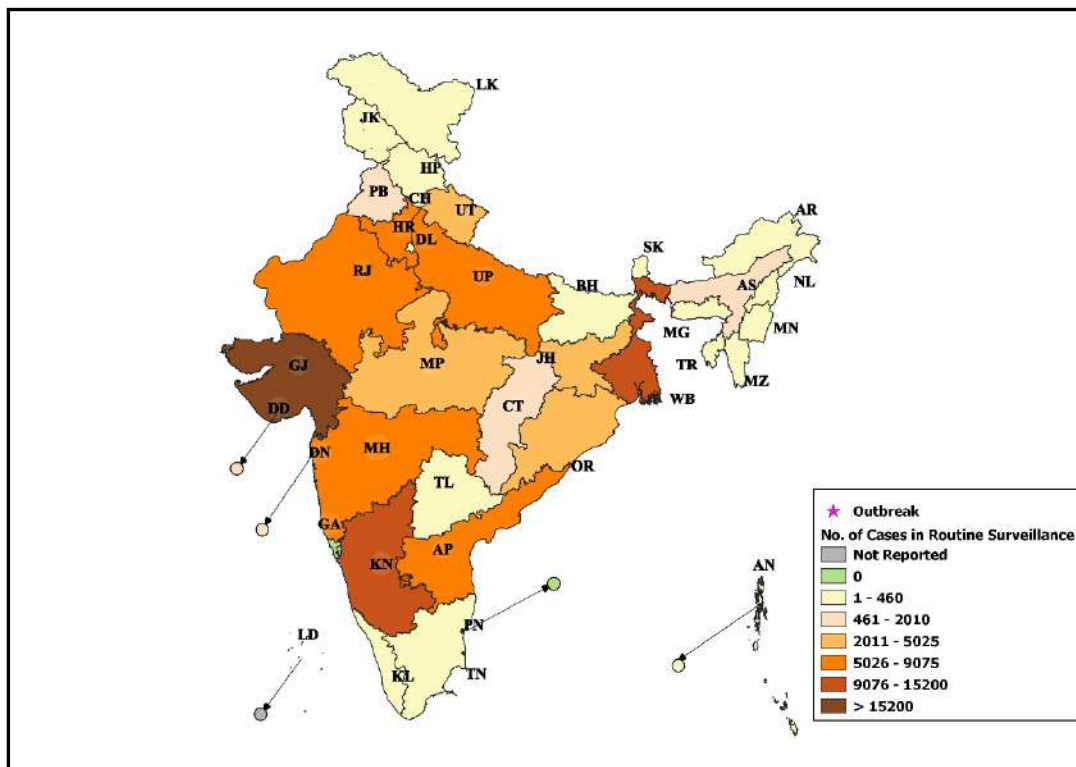 LK
JK
HP
PB
CH
UT
HR
DL
AR
SK
RJ
UP
BH
AS
NL
MG
MN
GJ
MP
JH
TR
MZ
DD
CT
WB
DN
MH
OR
TL
GA
AP
KN
AN
PN
LD
KL
TN
Outbreak
No. of Cases in Routine Surveillance
Not Reported
0
1 - 460
461 - 2010
2011 - 5025
5026 - 9075
9076 - 15200
> 15200